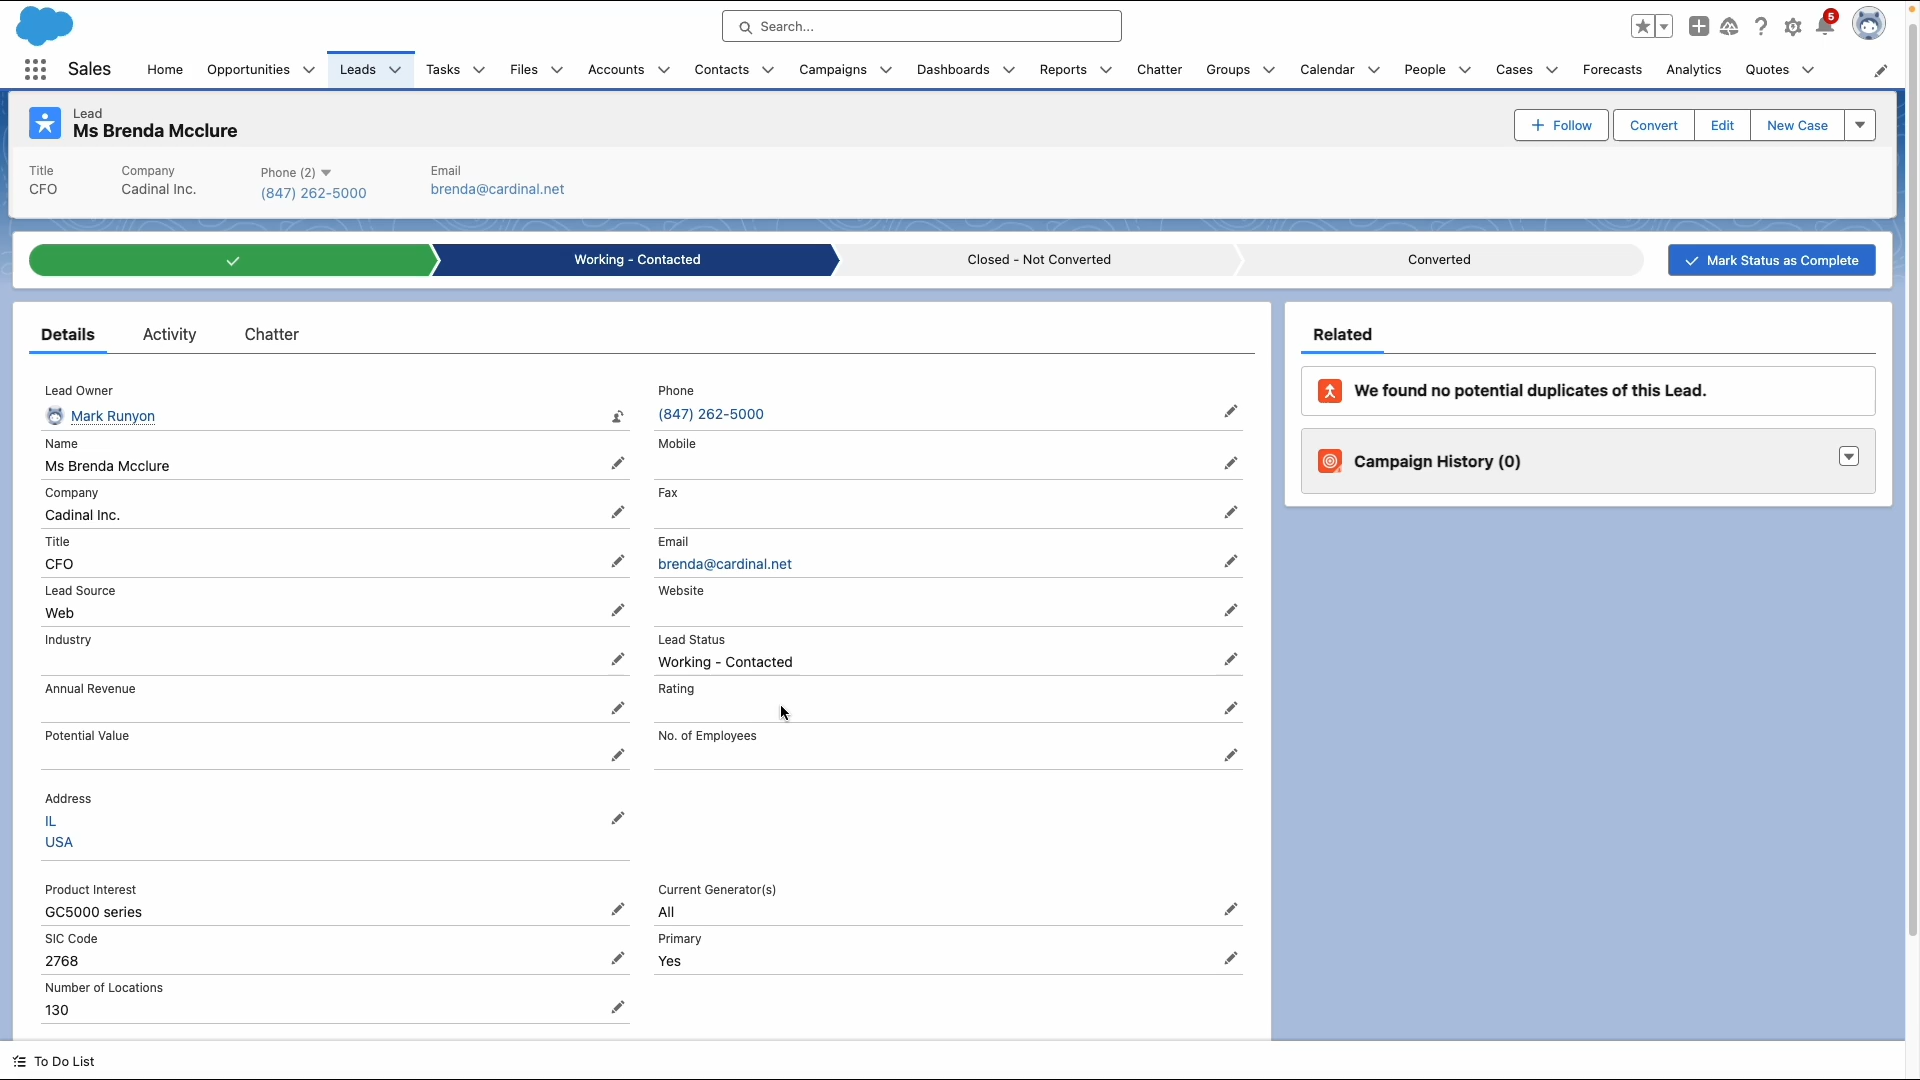 Search...
5
Sales
Home
Opportunities
Leads
Tasks
Files
Accounts
Contacts
Campaigns
Dashboards
Reports
Chatter
Groups
Calendar
People
Cases
Forecasts
Analytics
Quotes
Lead
Ms Brenda Mcclure
Follow
Convert
Edit
New Case
Title
CFO
Company
Cadinal Inc.
Phone (2)
(847) 262-5000
Email
brenda@cardinal.net
Working - Contacted
Closed - Not Converted
Converted
Mark Status as Complete
Details
Activity
Chatter
Lead Owner
Mark Runyon
Phone
(847) 262-5000
Name
Ms Brenda Mcclure
Mobile
Company
Cadinal Inc.
Fax
Title
CFO
Email
brenda@cardinal.net
Lead Source
Web
Website
Industry
Lead Status
Working - Contacted
Annual Revenue
Rating
Potential Value
No. of Employees
Address
IL
USA
Product Interest
GC5000 series
Current Generator(s)
All
SIC Code
2768
Primary
Yes
Number of Locations
130
Related
We found no potential duplicates of this Lead.
Campaign History (0)
To Do List